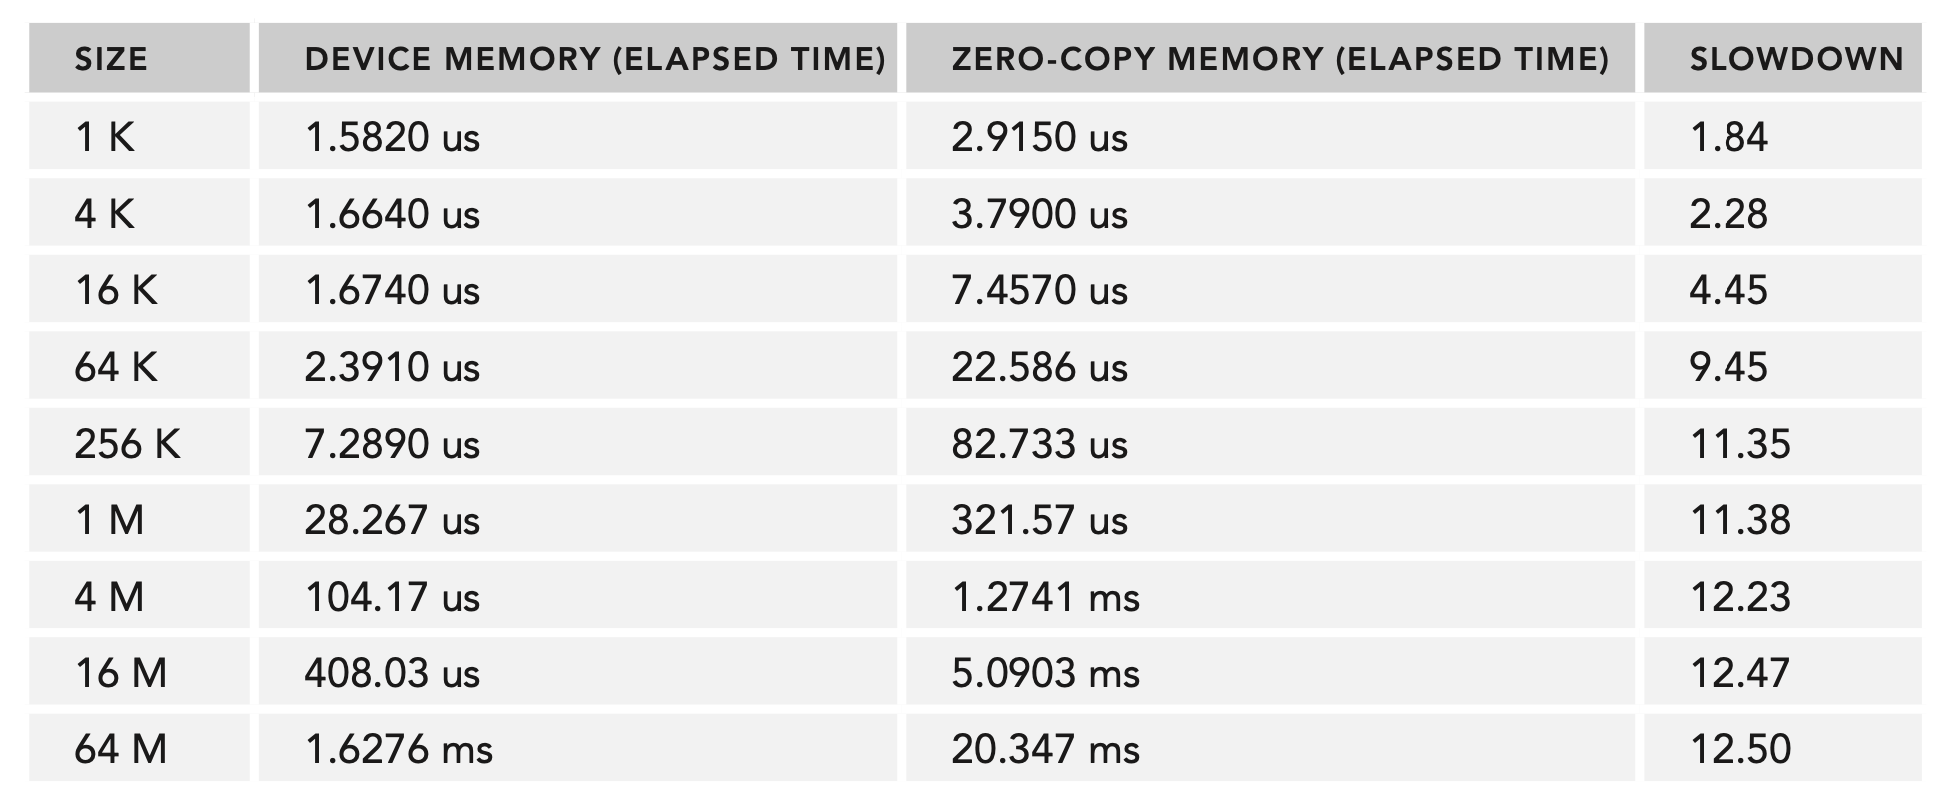 SIZE DEVICE MEMORY (ELAPSED TIME) ZERO-COPY MEMORY (ELAPSED TIME) SLOWDOWN
1 K 1.5820 us 2.9150 us 1.84
4 K 1.6640 us 3.7900 us 2.28
16 K 1.6740 us 7.4570 us 4.45
64 K 2.3910 us 22.586 us 9.45
256 K 7.2890 us 82.733 us 11.35
1 M 28.267 us 321.57 us 11.38
4 M 104.17 us 1.2741 ms 12.23
16 M 408.03 us 5.0903 ms 12.47
64 M 1.6276 ms 20.347 ms 12.50